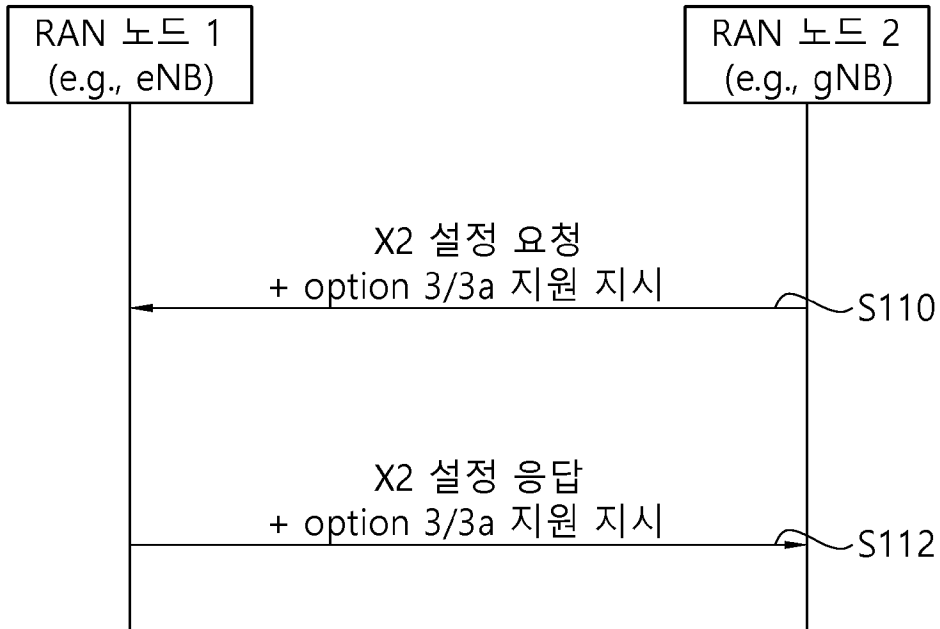 RAN 노드 1
(e.g., eNB)
RAN 노드 2
(e.g., gNB)
X2 설정 요청
+ option 3/3a 지원 지시
S110
X2 설정 응답
+ option 3/3a 지원 지시
S112